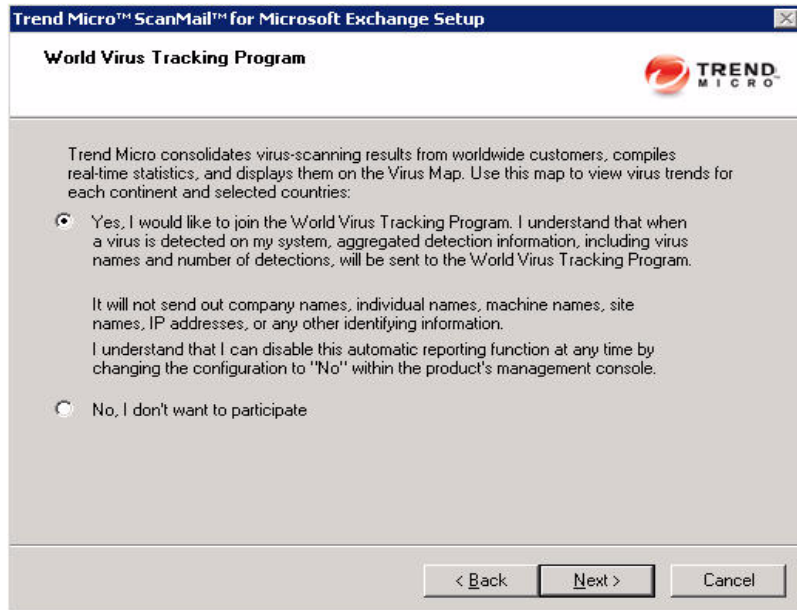 Trend Micro™ ScanMail™ for Microsoft Exchange Setup
World Virus Tracking Program
TREND
MICRO™
Trend Micro consolidates virus-scanning results from worldwide customers, compiles
real-time statistics, and displays them on the Virus Map. Use this map to view virus trends for
each continent and selected countries:
Yes, I would like to join the World Virus Tracking Program. I understand that when
a virus is detected on my system, aggregated detection information, including virus
names and number of detections, will be sent to the World Virus Tracking Program.
It will not send out company names, individual names, machine names, site
names, IP addresses, or any other identifying information.
I understand that I can disable this automatic reporting function at any time by
changing the configuration to "No" within the product's management console.
No, I don't want to participate
< Back
Next >
Cancel